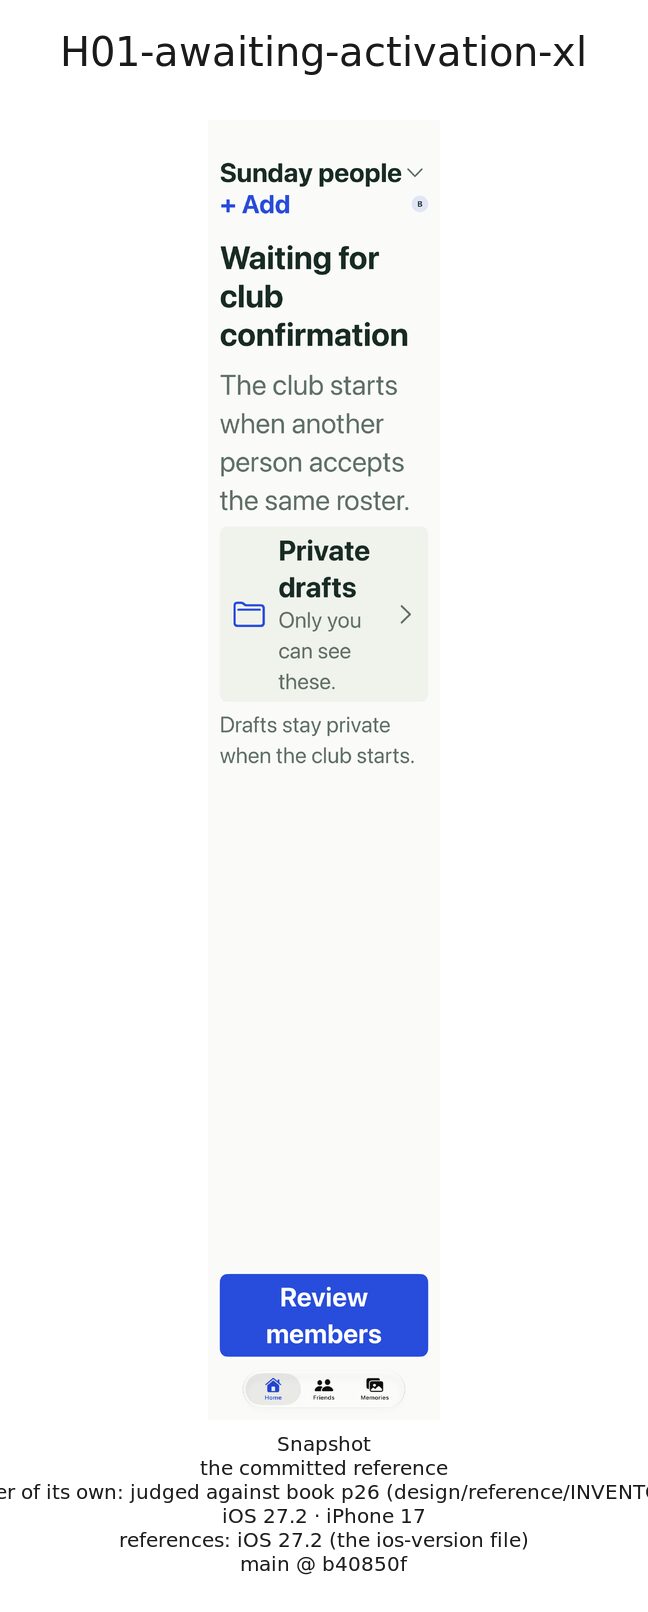 H01-awaiting-activation-xl
Sunday people
+ Add
B
Waiting for
club
confirmation
The club starts
when another
person accepts
the same roster.
Private
drafts
Only you
can see
these.
Drafts stay private
when the club starts.
Review
members
Home
Friends
Memories
Snapshot
the committed reference
of its own: judged against book p26 (design/reference/
iOS 27.2 · iPhone 17
references: iOS 27.2 (the ios-version file)
main @ b40850f